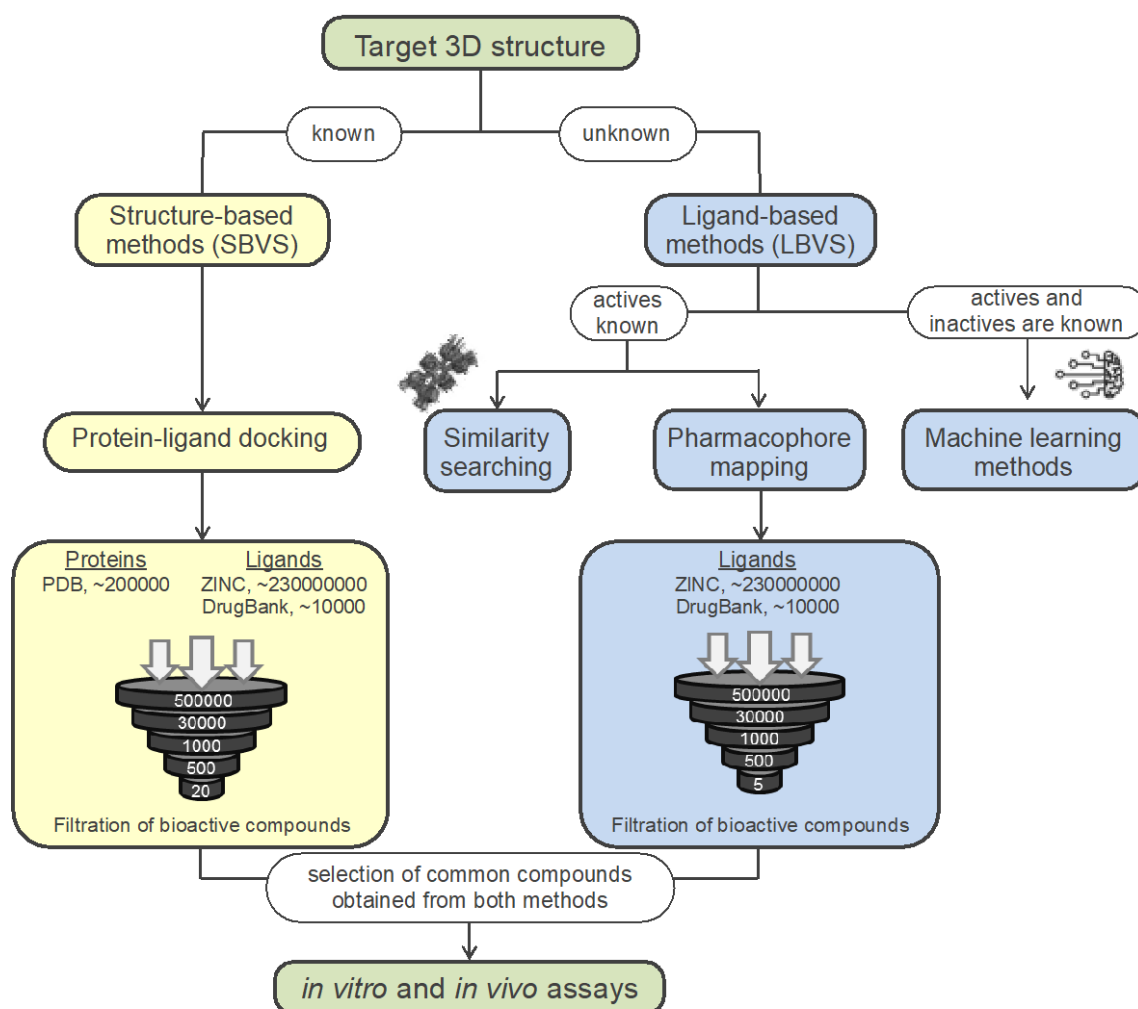 Target 3D structure
known
unknown
Structure-based
methods (SBVS)
Ligand-based
methods (LBVS)
actives
known
actives and
inactives are known
Protein-ligand docking
Similarity
searching
Pharmacophore
mapping
Machine learning
methods
Proteins
PDB, ~200000
Ligands
ZINC, ~230000000
DrugBank, ~10000
500000
30000
1000
500
20
Filtration of bioactive compounds
Ligands
ZINC, ~230000000
DrugBank, ~10000
500000
30000
1000
500
5
Filtration of bioactive compounds
selection of common compounds
obtained from both methods
in vitro and in vivo assays